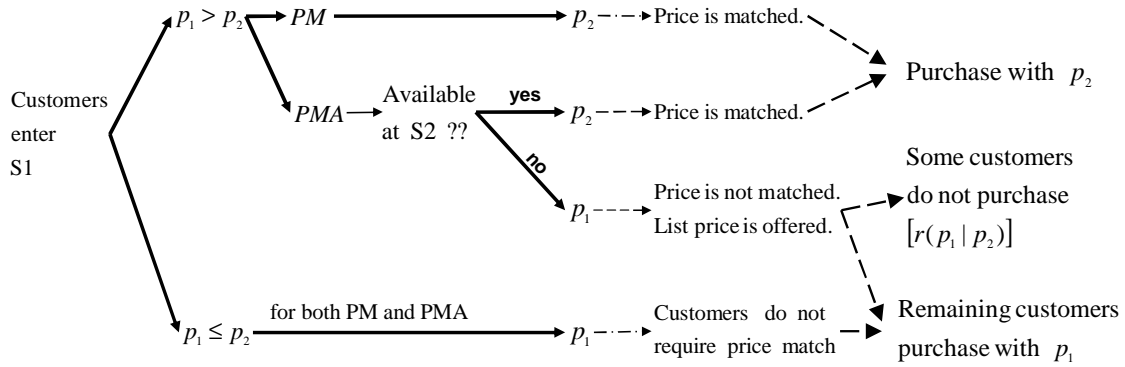 p₁ > p₂
PM
p₂
Price is matched.
Purchase with p₂
Customers
enter
S1
PMA
Available
at S2 ??
yes
no
p₂
Price is matched.
p₁
Price is not matched.
List price is offered.
Some customers
do not purchase
[r(p₁ | p₂)]
p₁ ≤ p₂
for both PM and PMA
p₁
Customers do not
require price match
Remaining customers
purchase with p₁